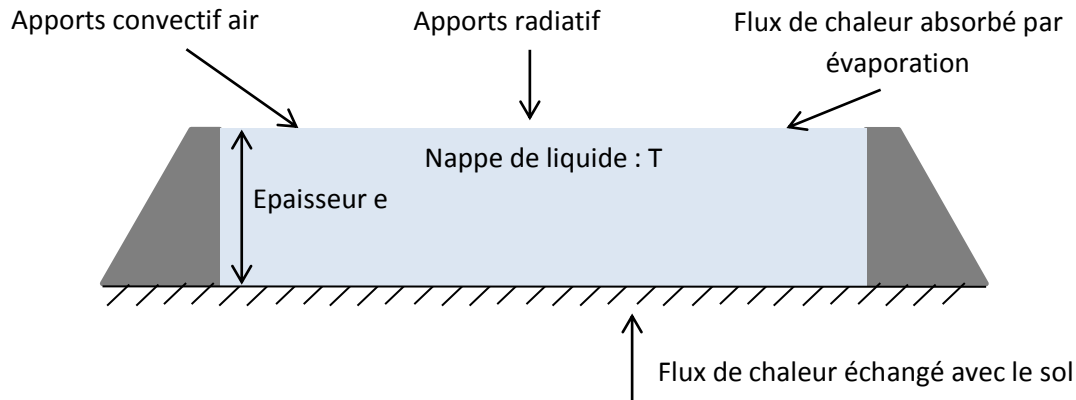 Apports convectif air
Apports radiatif
Flux de chaleur absorbé par
évaporation
Nappe de liquide : T
Epaisseur e
Flux de chaleur échangé avec le sol